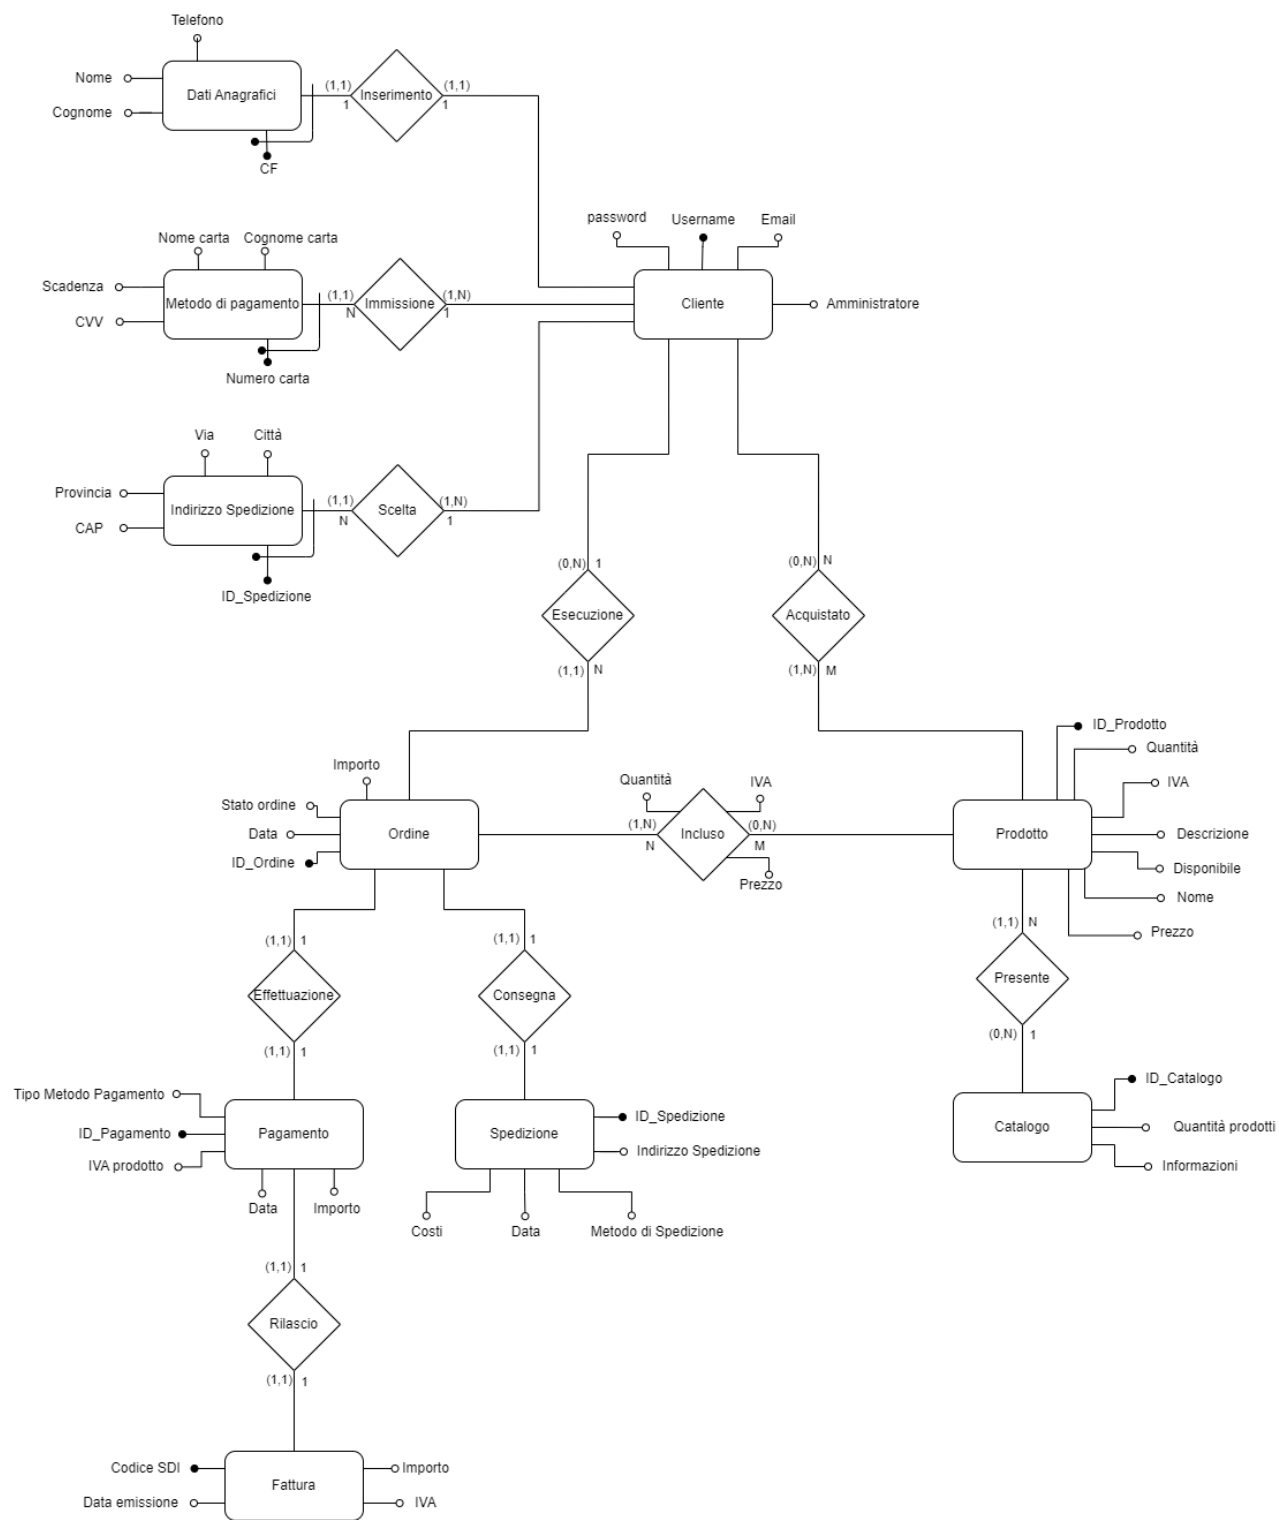 Telefono
Nome
Cognome
Dati Anagrafici
CF
(1,1)
1
Inserimento
(1,1)
1
Nome carta
Cognome carta
Scadenza
CVV
Metodo di pagamento
Numero carta
(1,1)
N
Immissione
(1,N)
1
password
Username
Email
Cliente
Amministratore
Via
Città
Provincia
CAP
Indirizzo Spedizione
ID_Spedizione
(1,1)
N
Scelta
(1,N)
1
(0,N)
1
Esecuzione
(1,1)
N
(0,N)
N
Acquistato
(1,N)
M
Importo
Stato ordine
Data
ID_Ordine
Ordine
Quantità
IVA
(1,N)
N
Incluso
(0,N)
M
Prezzo
ID_Prodotto
Quantità
IVA
Prodotto
Descrizione
Disponibile
Nome
Prezzo
(1,1)
1
Effettuazione
(1,1)
1
(1,1)
1
Consegna
(1,1)
1
(1,1)
N
Presente
(0,N)
1
Tipo Metodo Pagamento
ID_Pagamento
IVA prodotto
Pagamento
Data
Importo
Spedizione
ID_Spedizione
Indirizzo Spedizione
Costi
Data
Metodo di Spedizione
Catalogo
ID_Catalogo
Quantità prodotti
Informazioni
(1,1)
1
Rilascio
(1,1)
1
Codice SDI
Data emissione
Fattura
Importo
IVA